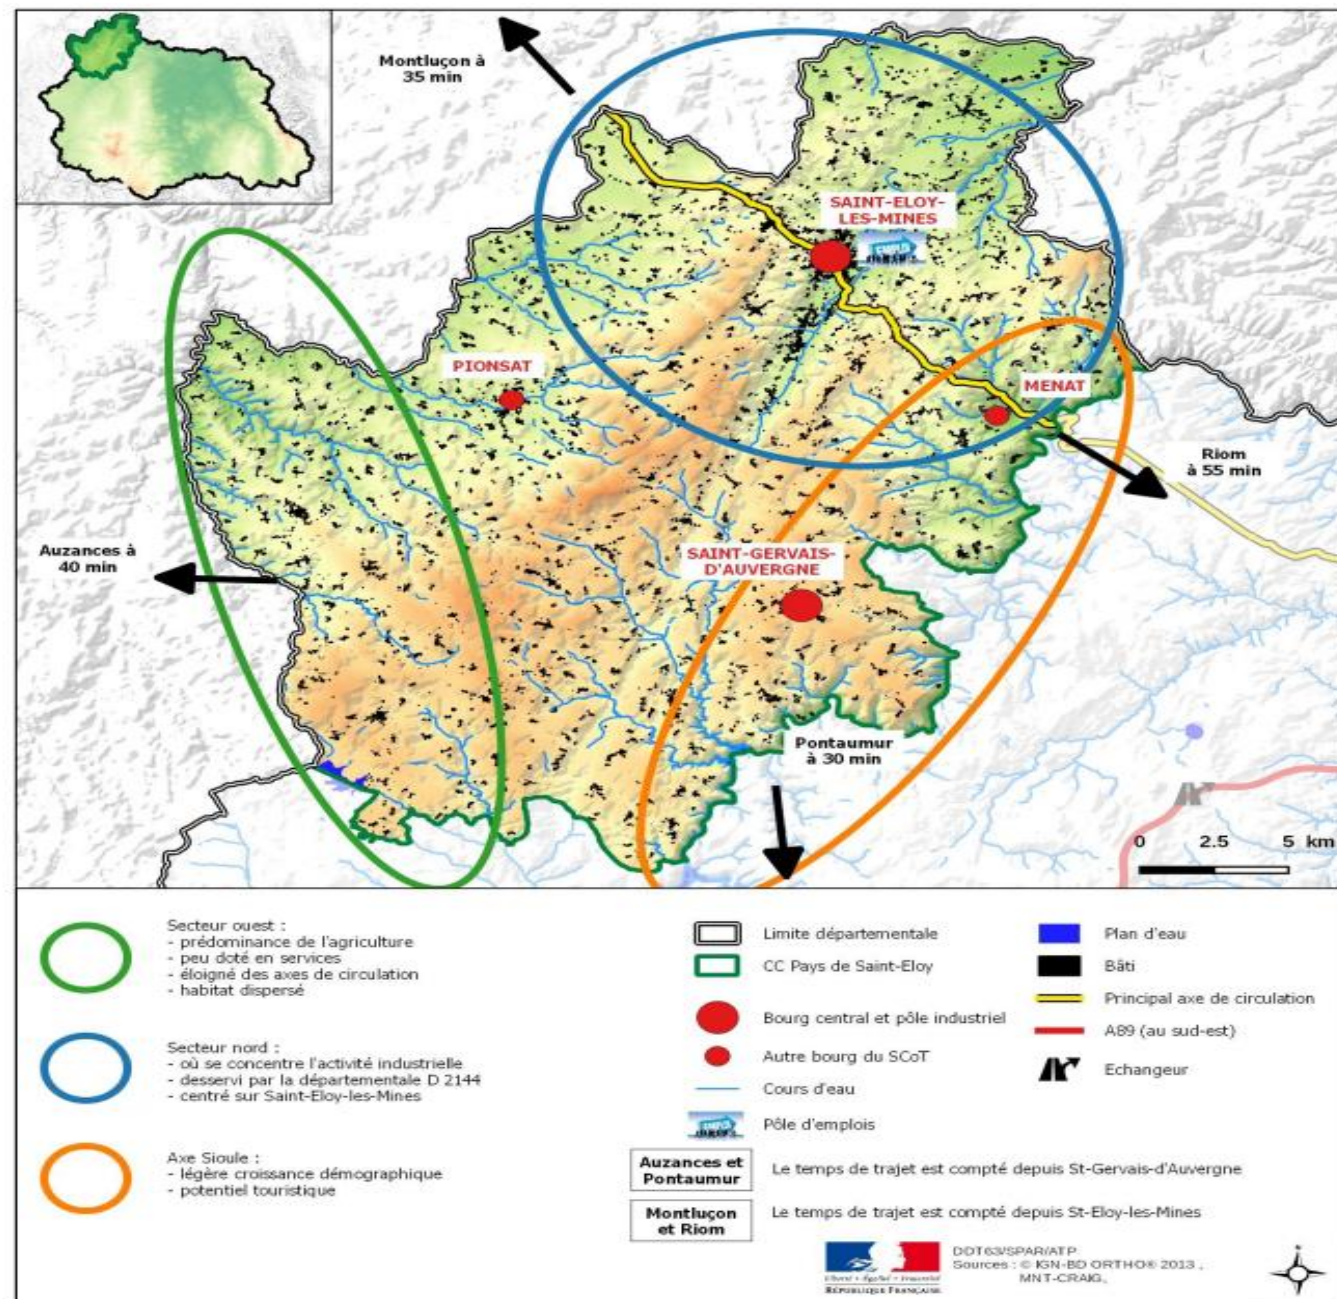 Montluçon à
35 min
SAINT-ELOY-
LES-MINES
EMPLOI
PIONSAT
MENAT
Riom
à 55 min
Auzances à
40 min
SAINT-GERVAIS-
D'AUVERGNE
Pontaumur
à 30 min
0 2.5 5 km
Secteur ouest :
- prédominance de l'agriculture
- peu doté en services
- éloigné des axes de circulation
- habitat dispersé
Secteur nord :
- où se concentre l'activité industrielle
- desservi par la départementale D 2144
- centré sur Saint-Eloy-les-Mines
Axe Sioule :
- légère croissance démographique
- potentiel touristique
Limite départementale
CC Pays de Saint-Eloy
Bourg central et pôle industriel
Autre bourg du SCoT
Cours d'eau
Pôle d'emplois
Auzances et
Pontaumur
Le temps de trajet est compté depuis St-Gervais-d'Auvergne
Montluçon
et Riom
Le temps de trajet est compté depuis St-Eloy-les-Mines
Plan d'eau
Bâti
Principal axe de circulation
A89 (au sud-est)
Echangeur
Liberté • Égalité • Fraternité
RÉPUBLIQUE FRANÇAISE
DDT63/SPAR/ATP
Sources : © IGN-BD ORTHO® 2013 ,
MNT-CRAIG,